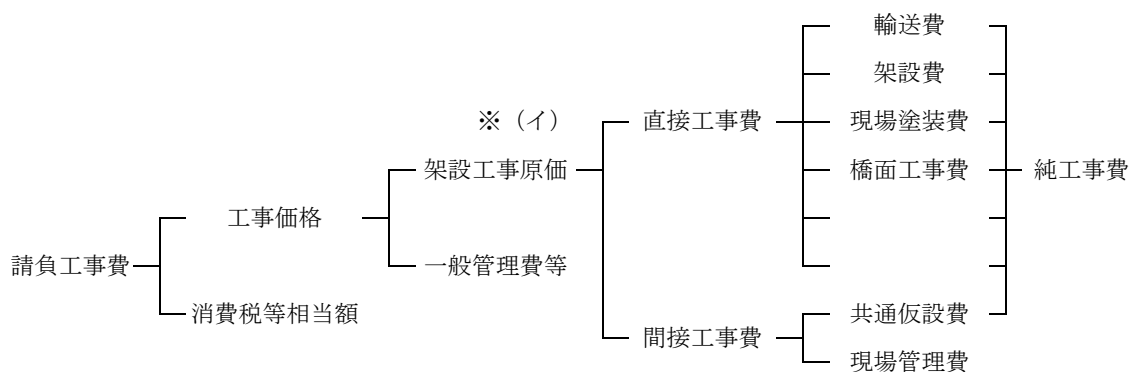 輸送費
架設費
※（イ）
直接工事費
現場塗装費
架設工事原価
橋面工事費
純工事費
工事価格
請負工事費
一般管理費等
消費税等相当額
共通仮設費
間接工事費
現場管理費